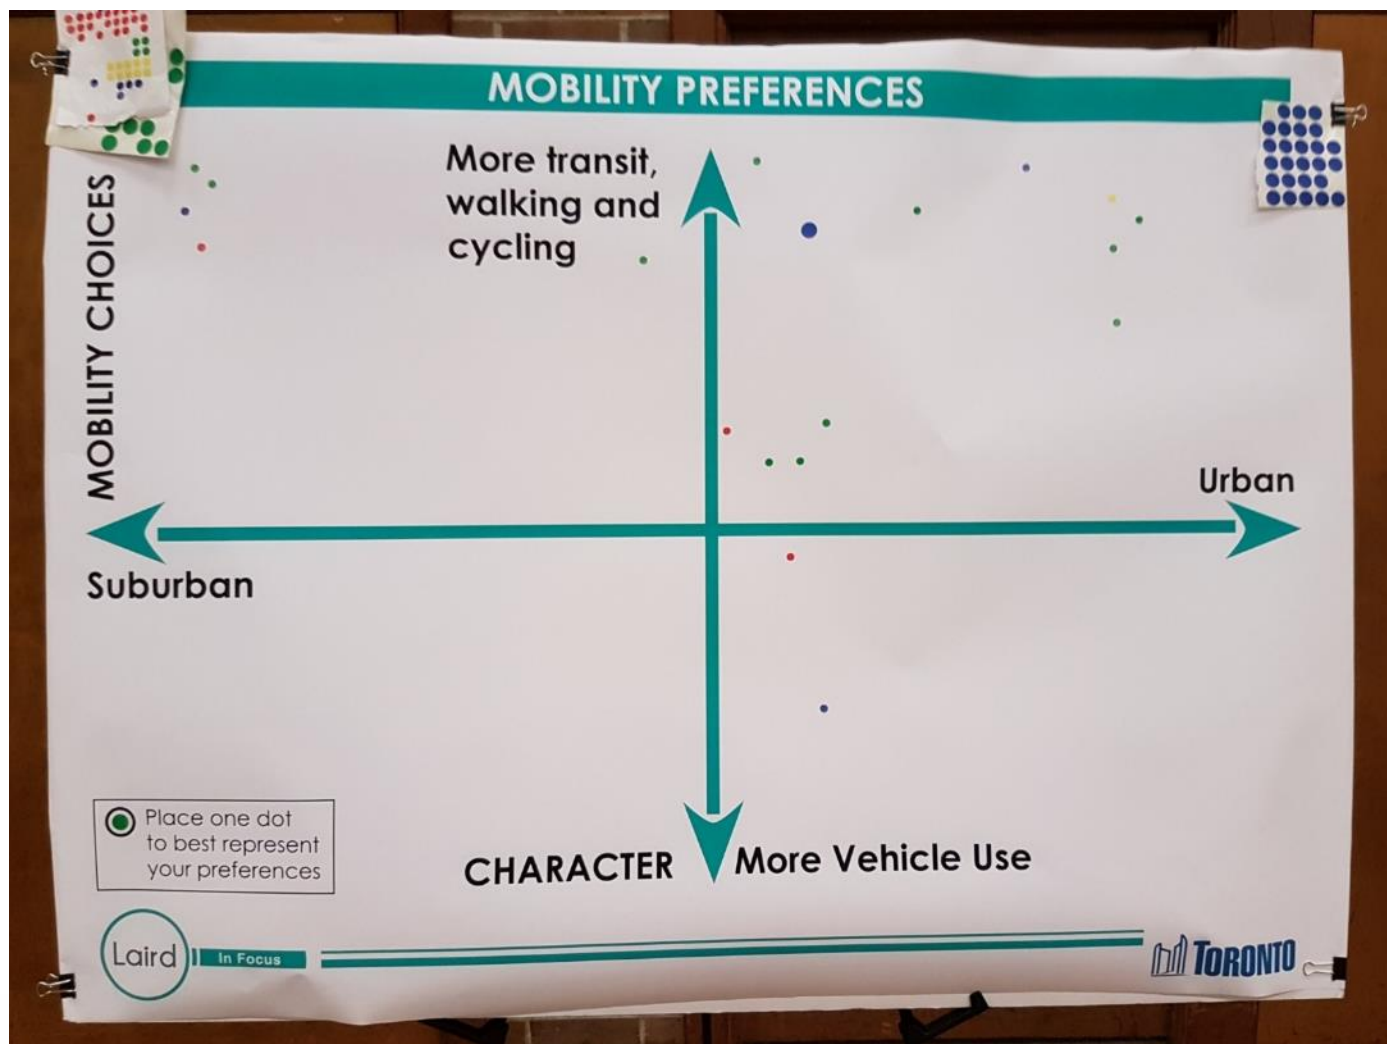 MOBILITY PREFERENCES
More transit,
walking and
cycling
MOBILITY CHOICES
Urban
Suburban
Place one dot
to best represent
your preferences
CHARACTER
More Vehicle Use
Laird
In Focus
TORONTO